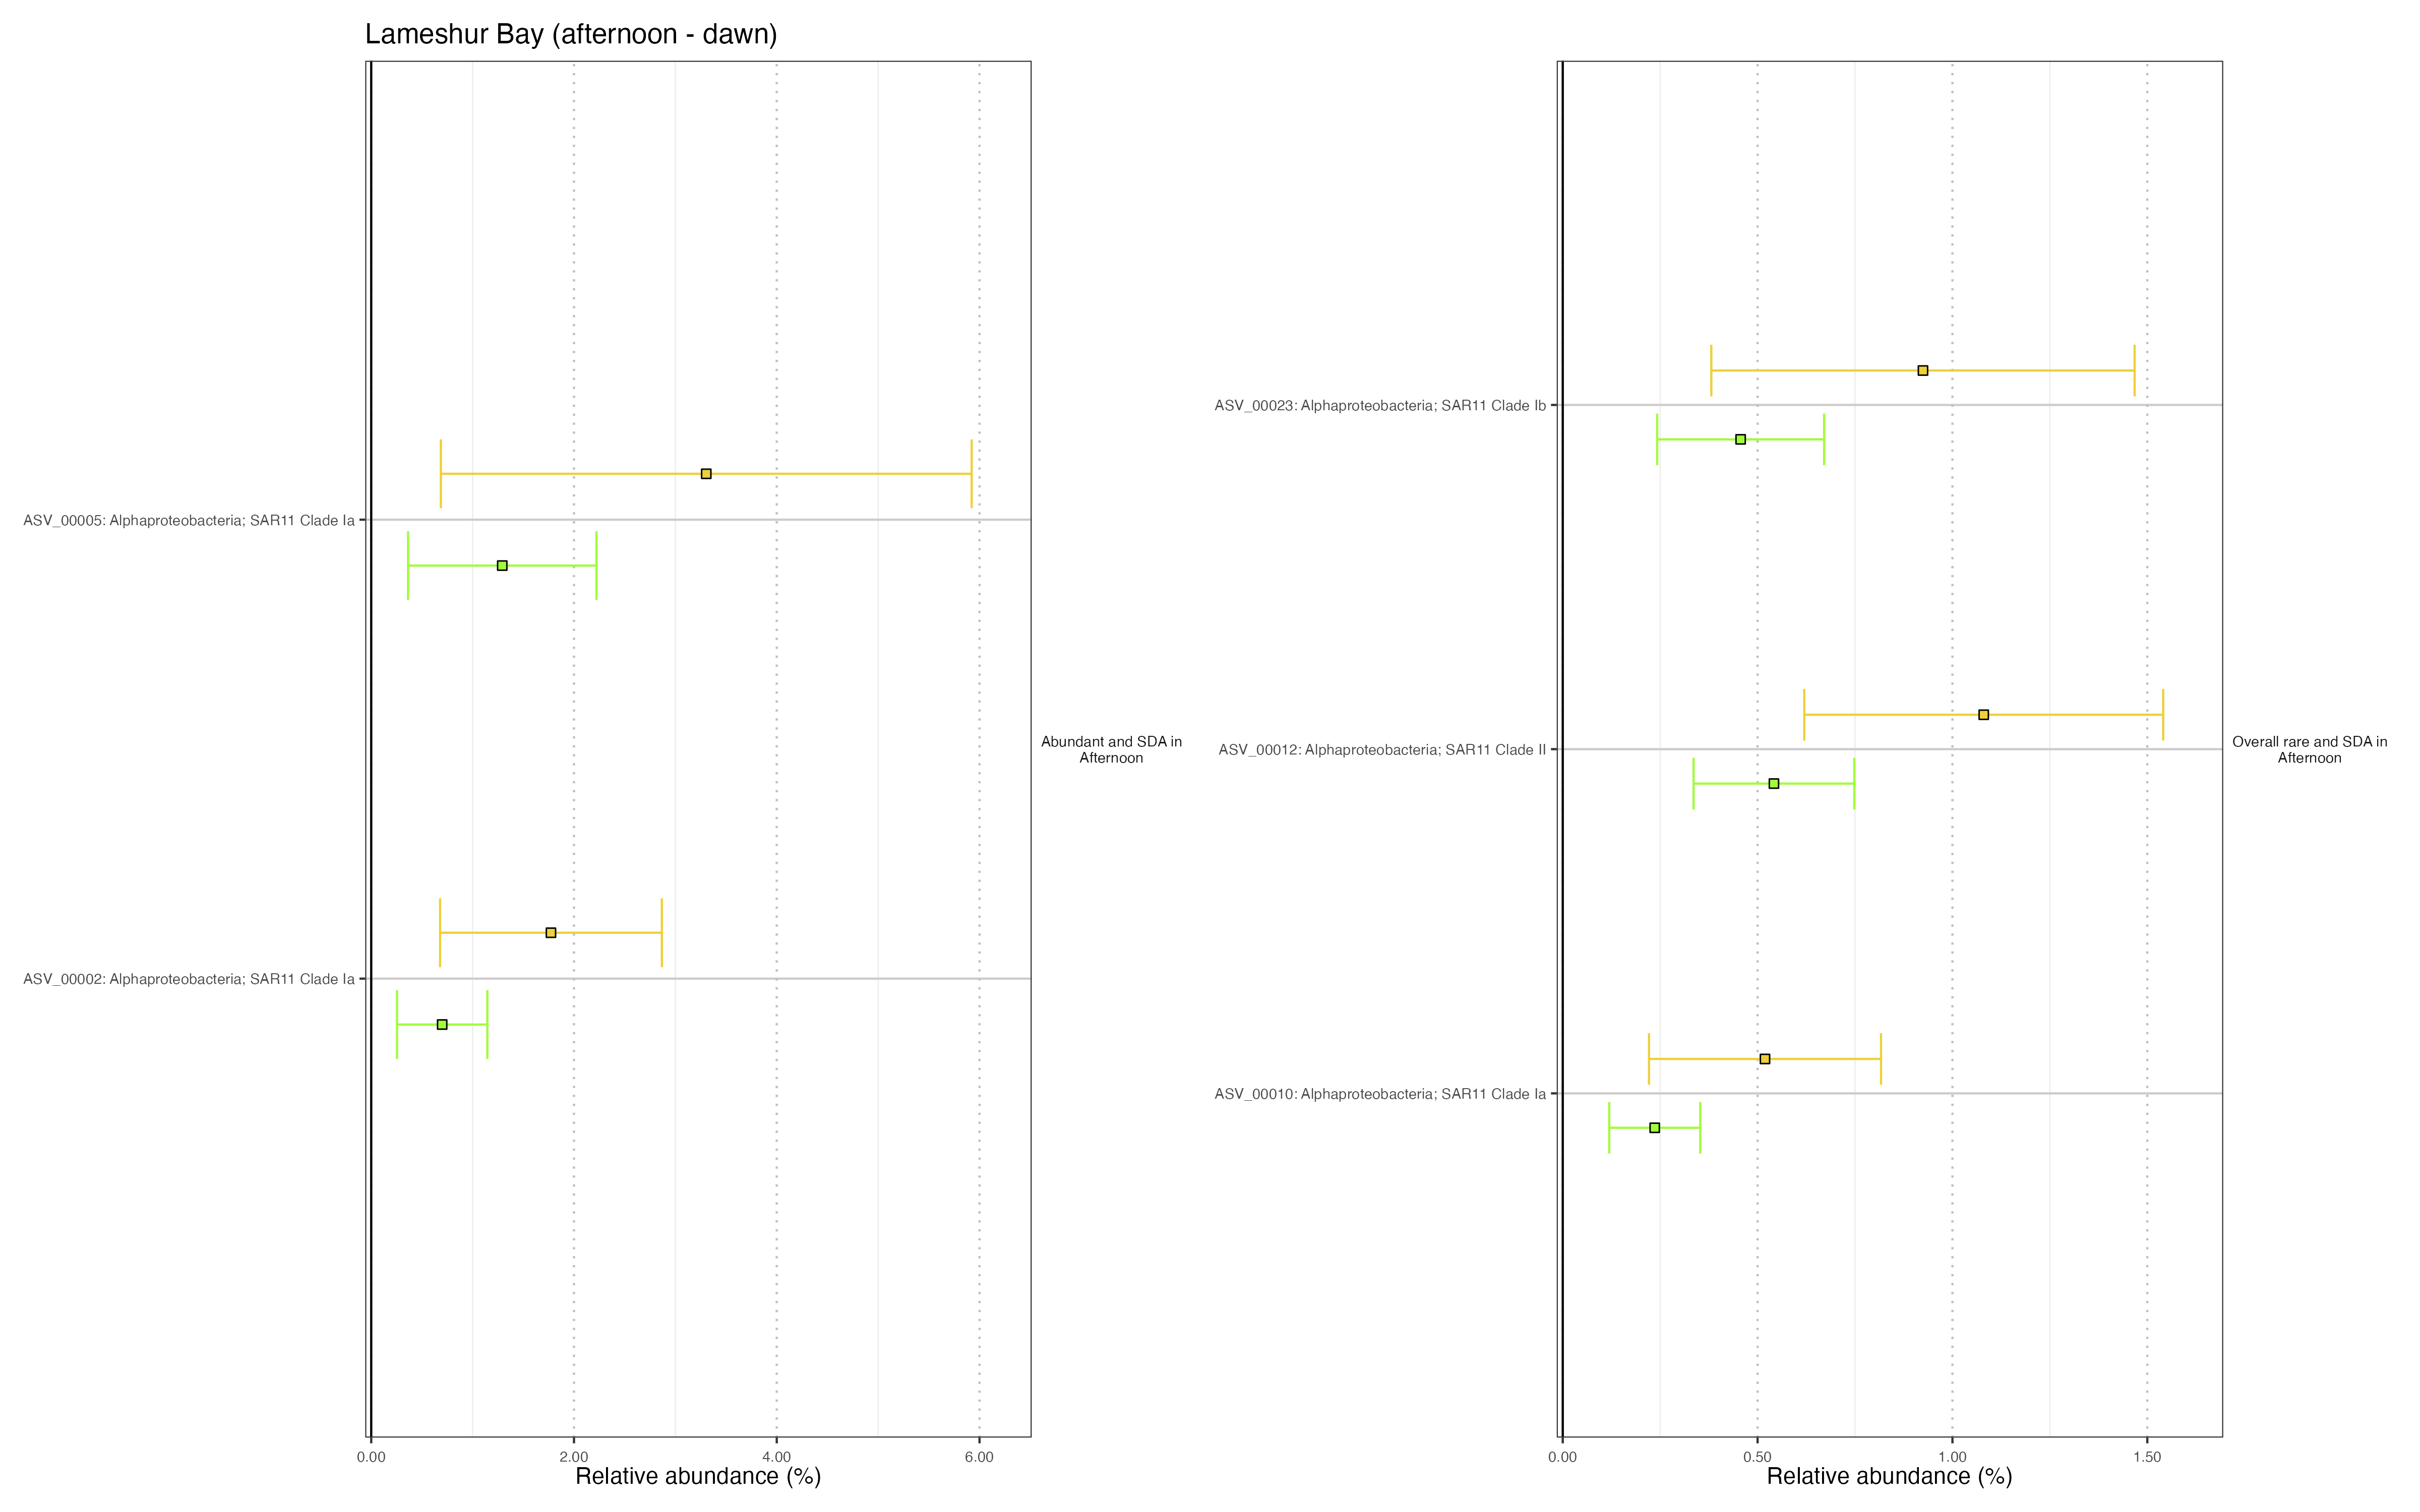 Lameshur Bay (afternoon - dawn)
ASV_00005: Alphaproteobacteria; SAR11 Clade Ia
ASV_00002: Alphaproteobacteria; SAR11 Clade Ia
Abundant and SDA in
Afternoon
0.00 2.00 4.00 6.00
Relative abundance (%)
ASV_00023: Alphaproteobacteria; SAR11 Clade Ib
ASV_00012: Alphaproteobacteria; SAR11 Clade II
ASV_00010: Alphaproteobacteria; SAR11 Clade Ia
Overall rare and SDA in
Afternoon
0.00 0.50 1.00 1.50
Relative abundance (%)